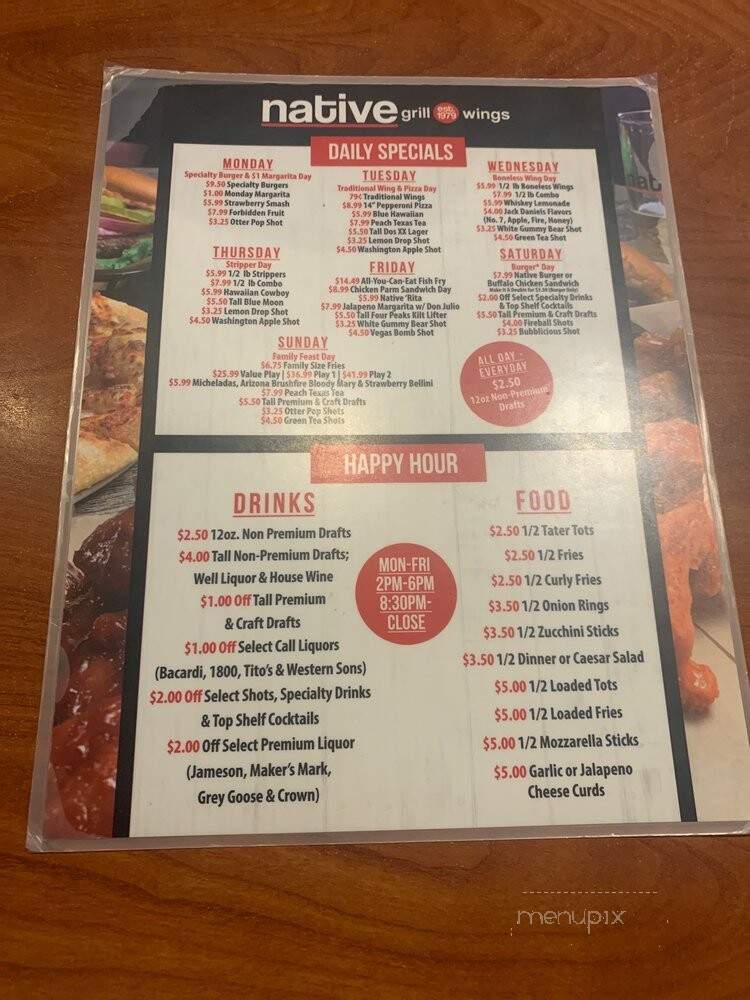 native grill est. 1979 wings
DAILY SPECIALS
MONDAY
Specialty Burger & $1 Margarita Day
$9.50 Specialty Burgers
$1.00 Monday Margarita
$5.99 Strawberry Smash
$7.99 Forbidden Fruit
$3.25 Otter Pop Shot
TUESDAY
Traditional Wing & Pizza Day
79¢ Traditional Wings
$8.99 14" Pepperoni Pizza
$5.99 Blue Hawaiian
$7.99 Peach Texas Tea
$5.50 Tall Dos XX Lager
$3.25 Lemon Drop Shot
$4.50 Washington Apple Shot
WEDNESDAY
Boneless Wing Day
$5.99 1/2 lb Boneless Wings
$7.99 1/2 lb Combo
$5.99 Whiskey Lemonade
$4.00 Jack Daniels Flavors
(No. 7, Apple, Fire, Honey)
$3.25 White Gummy Bear Shot
$4.50 Green Tea Shot
THURSDAY
Stripper Day
$5.99 1/2 lb Strippers
$7.99 1/2 lb Combo
$5.99 Hawaiian Cowboy
$5.50 Tall Blue Moon
$3.25 Lemon Drop Shot
$4.50 Washington Apple Shot
FRIDAY
$14.49 All-You-Can-Eat Fish Fry
$8.99 Chicken Parm Sandwich Day
$5.99 Native 'Rita
$7.99 Jalapeno Margarita w/ Don Julio
$5.50 Tall Four Peaks Kilt Lifter
$3.25 White Gummy Bear Shot
$4.50 Vegas Bomb Shot
SATURDAY
Burger* Day
$7.99 Native Burger or
Buffalo Chicken Sandwich
Make it a Double for $1.50 (Burger Only)
$2.00 Off Select Specialty Drinks
& Top Shelf Cocktails
$5.50 Tall Premium & Craft Drafts
$4.00 Fireball Shots
$3.25 Bubblicious Shot
SUNDAY
Family Feast Day
$6.75 Family Size Fries
$25.99 Value Play | $36.99 Play 1 | $41.99 Play 2
$5.99 Micheladas, Arizona Brushfire Bloody Mary & Strawberry Bellini
$7.99 Peach Texas Tea
$5.50 Tall Premium & Craft Drafts
$3.25 Otter Pop Shots
$4.50 Green Tea Shots
ALL DAY -
EVERYDAY
$2.50
12oz Non-Premium
Drafts
HAPPY HOUR
DRINKS
$2.50 12oz. Non Premium Drafts
$4.00 Tall Non-Premium Drafts;
Well Liquor & House Wine
$1.00 Off Tall Premium
& Craft Drafts
$1.00 Off Select Call Liquors
(Bacardi, 1800, Tito's & Western Sons)
$2.00 Off Select Shots, Specialty Drinks
& Top Shelf Cocktails
$2.00 Off Select Premium Liquor
(Jameson, Maker's Mark,
Grey Goose & Crown)
MON-FRI
2PM-6PM
8:30PM-
CLOSE
FOOD
$2.50 1/2 Tater Tots
$2.50 1/2 Fries
$2.50 1/2 Curly Fries
$3.50 1/2 Onion Rings
$3.50 1/2 Zucchini Sticks
$3.50 1/2 Dinner or Caesar Salad
$5.00 1/2 Loaded Tots
$5.00 1/2 Loaded Fries
$5.00 1/2 Mozzarella Sticks
$5.00 Garlic or Jalapeno
Cheese Curds
menupix